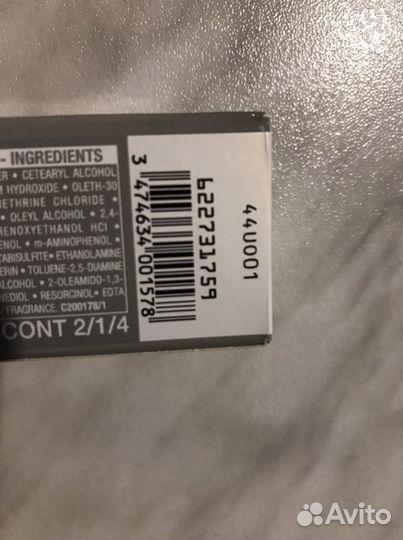 - INGREDIENTS
ER • CETEARYL ALCOHOL
M HYDROXIDE • OLETH-30
METHRINE CHLORIDE
• OLEYL ALCOHOL • 2,4-
PHENOXYETHANOL HCl
ENOL • m-AMINOPHENOL •
TABISULFITE • ETHANOLAMINE
ERIN • TOLUENE-2,5-DIAMINE
ALCOHOL • 2-OLEAMIDO-1,3-
NEDIOL • RESORCINOL • EDTA
/ FRAGRANCE. C200178/1
CONT 2/1/4
3 474634 001578
622731759
44U001
Avito